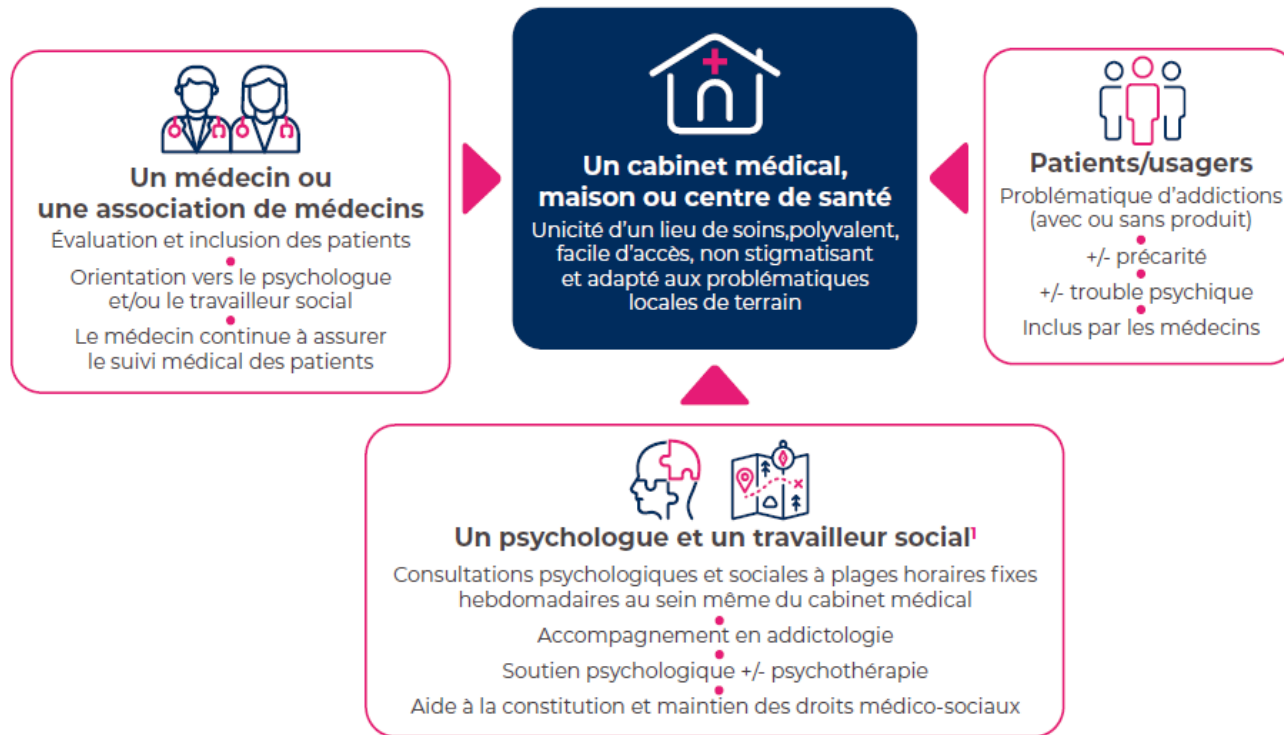 Un médecin ou
une association de médecins
Évaluation et inclusion des patients
Orientation vers le psychologue
et/ou le travailleur social
Le médecin continue à assurer
le suivi médical des patients
Un cabinet médical,
maison ou centre de santé
Unicité d'un lieu de soins,polyvalent,
facile d'accès, non stigmatisant
et adapté aux problématiques
locales de terrain
Patients/usagers
Problématique d'addictions
(avec ou sans produit)
+/- précarité
+/- trouble psychique
Inclus par les médecins
Un psychologue et un travailleur social¹
Consultations psychologiques et sociales à plages horaires fixes
hebdomadaires au sein même du cabinet médical
Accompagnement en addictologie
Soutien psychologique +/- psychothérapie
Aide à la constitution et maintien des droits médico-sociaux